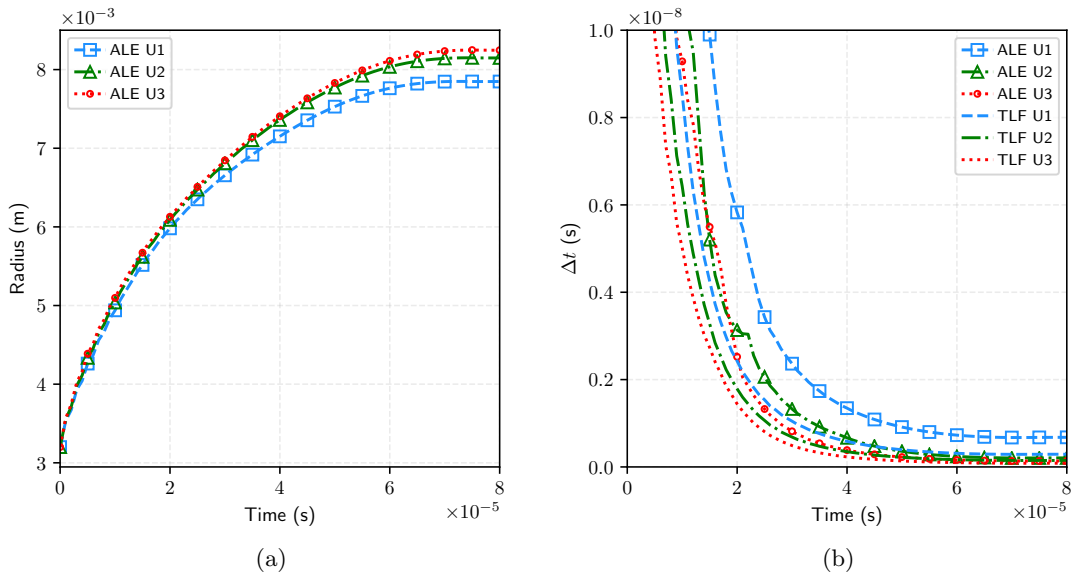 ×10⁻³
8
7
6
5
4
3
Radius (m)
ALE U1
ALE U2
ALE U3
0
2
4
6
8
Time (s)
×10⁻⁵
(a)
×10⁻⁸
1.0
0.8
0.6
0.4
0.2
0.0
Δt (s)
ALE U1
ALE U2
ALE U3
TLF U1
TLF U2
TLF U3
0
2
4
6
8
Time (s)
×10⁻⁵
(b)